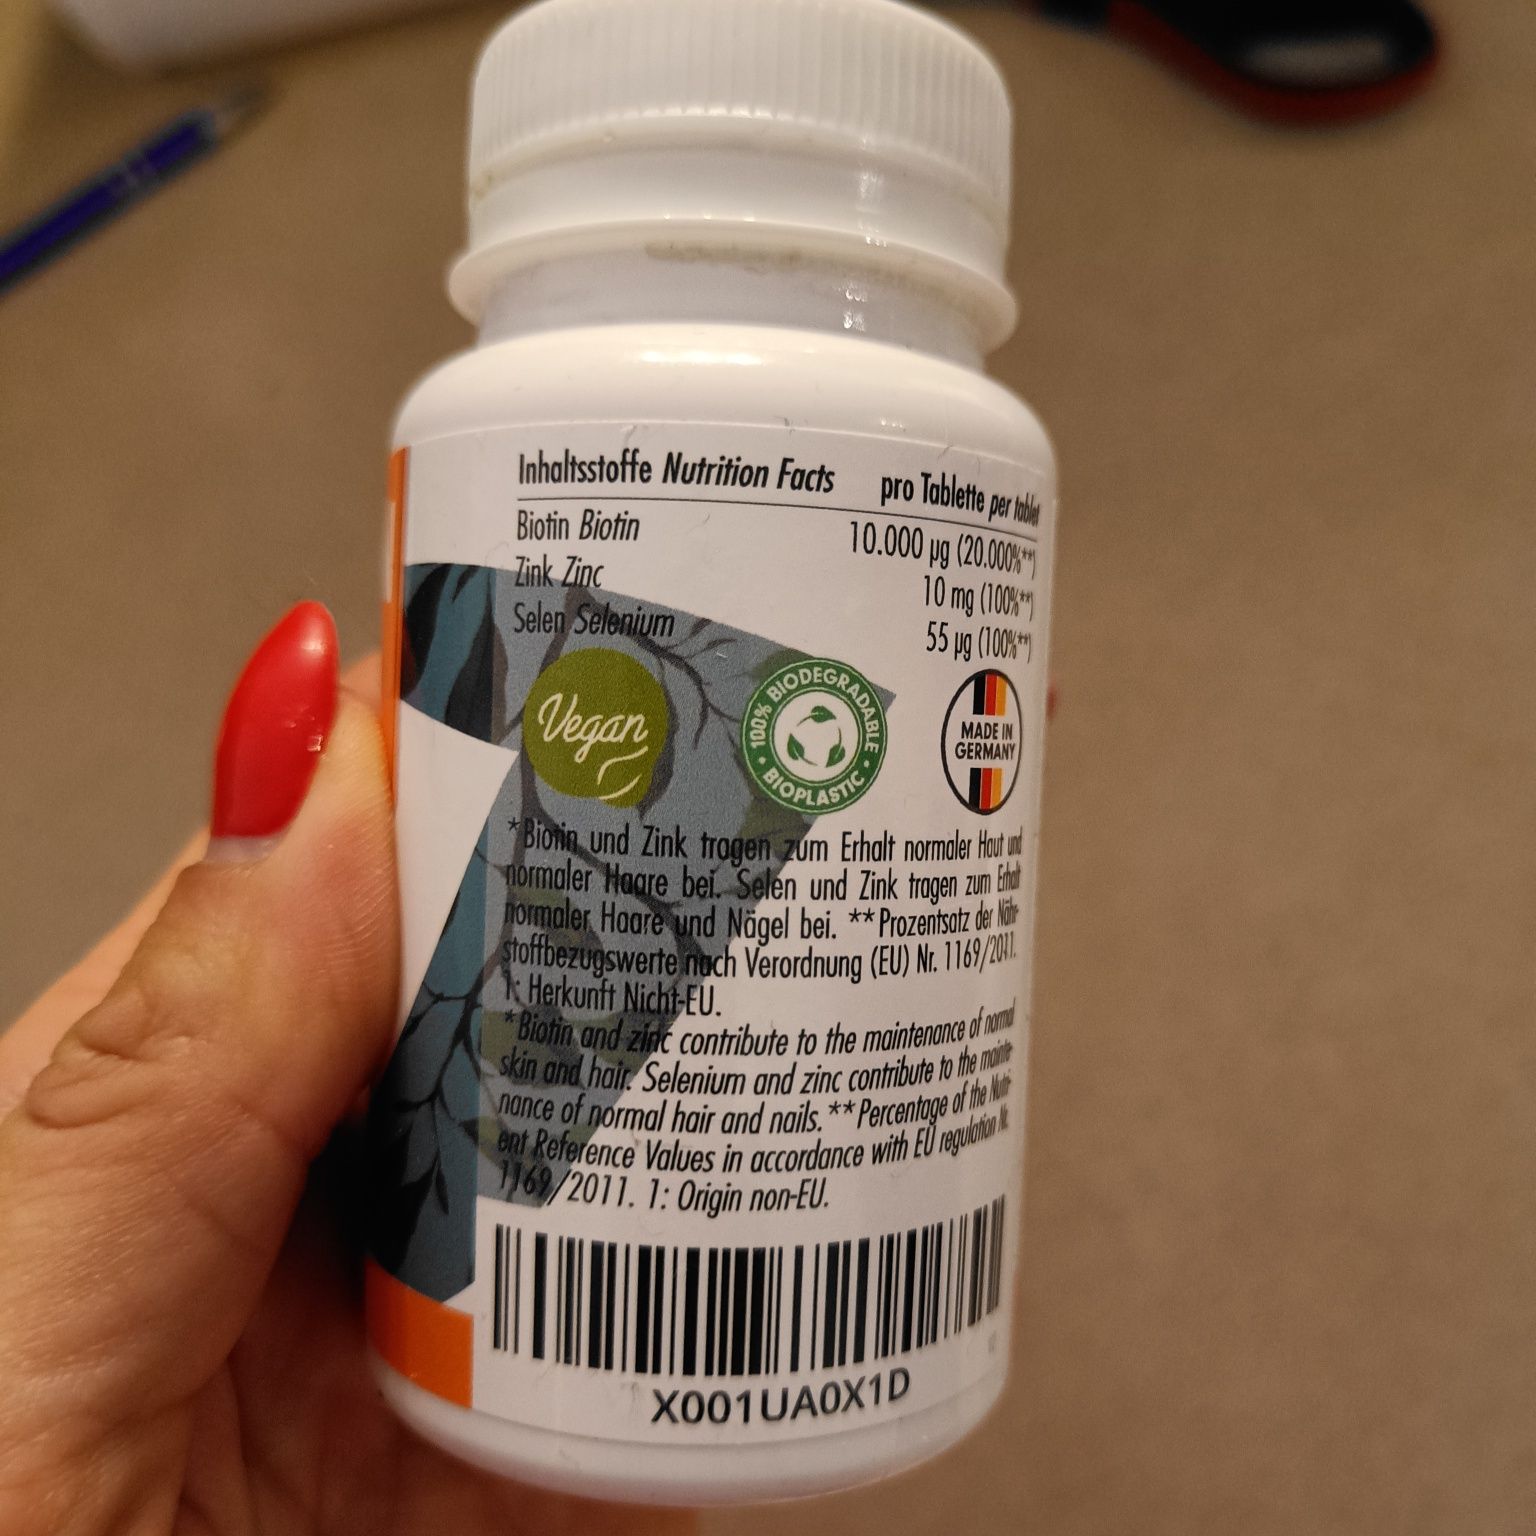 Inhaltsstoffe Nutrition Facts pro Tablette per tablet
Biotin Biotin 10.000 µg (20.000%**)
Zink Zinc 10 mg (100%**)
Selen Selenium 55 µg (100%**)
Vegan
100% BIODEGRADABLE
BIOPLASTIC
MADE IN
GERMANY
*Biotin und Zink tragen zum Erhalt normaler Haut und
normaler Haare bei. Selen und Zink tragen zum Erhalt
normaler Haare und Nägel bei. **Prozentsatz der Nähr-
stoffbezugswerte nach Verordnung (EU) Nr. 1169/2011.
1: Herkunft Nicht-EU.
*Biotin and zinc contribute to the maintenance of normal
skin and hair. Selenium and zinc contribute to the mainte-
nance of normal hair and nails. **Percentage of the Nutri-
ent Reference Values in accordance with EU regulation Nr.
1169/2011. 1: Origin non-EU.
X001UA0X1D